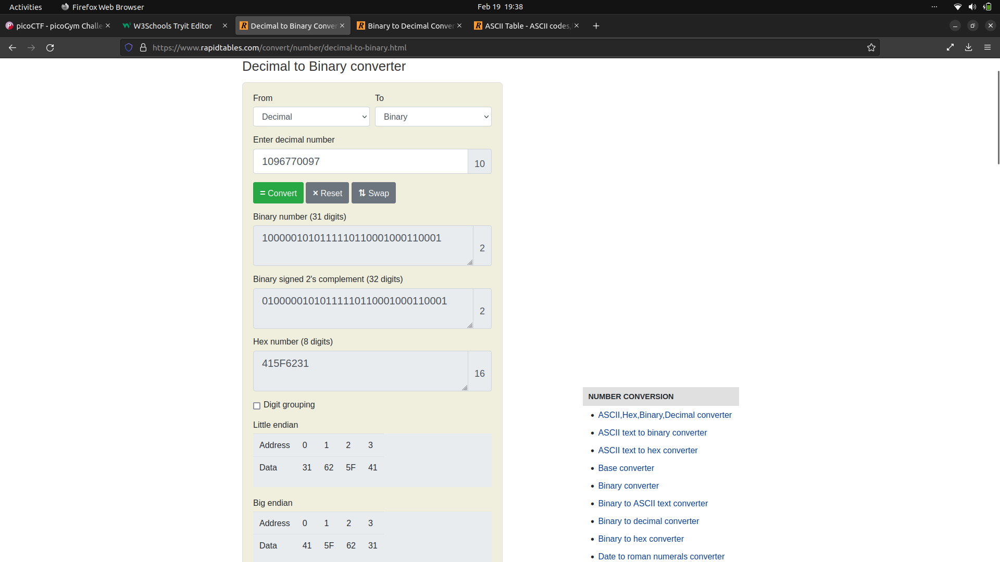 Activities
Firefox Web Browser
Feb 19 19:38
picoCTF - picoGym Challe
W3Schools Tryit Editor
Decimal to Binary Conver
Binary to Decimal Conver
ASCII Table - ASCII codes,
https://www.rapidtables.com/convert/number/decimal-to-binary.html
Decimal to Binary converter
From To
Decimal Binary
Enter decimal number
1096770097 10
= Convert × Reset ⇅ Swap
Binary number (31 digits)
1000001010111110110001000110001 2
Binary signed 2's complement (32 digits)
01000001010111110110001000110001 2
Hex number (8 digits)
415F6231 16
Digit grouping
Little endian
Address 0 1 2 3
Data 31 62 5F 41
Big endian
Address 0 1 2 3
Data 41 5F 62 31
NUMBER CONVERSION
• ASCII,Hex,Binary,Decimal converter
• ASCII text to binary converter
• ASCII text to hex converter
• Base converter
• Binary converter
• Binary to ASCII text converter
• Binary to decimal converter
• Binary to hex converter
• Date to roman numerals converter